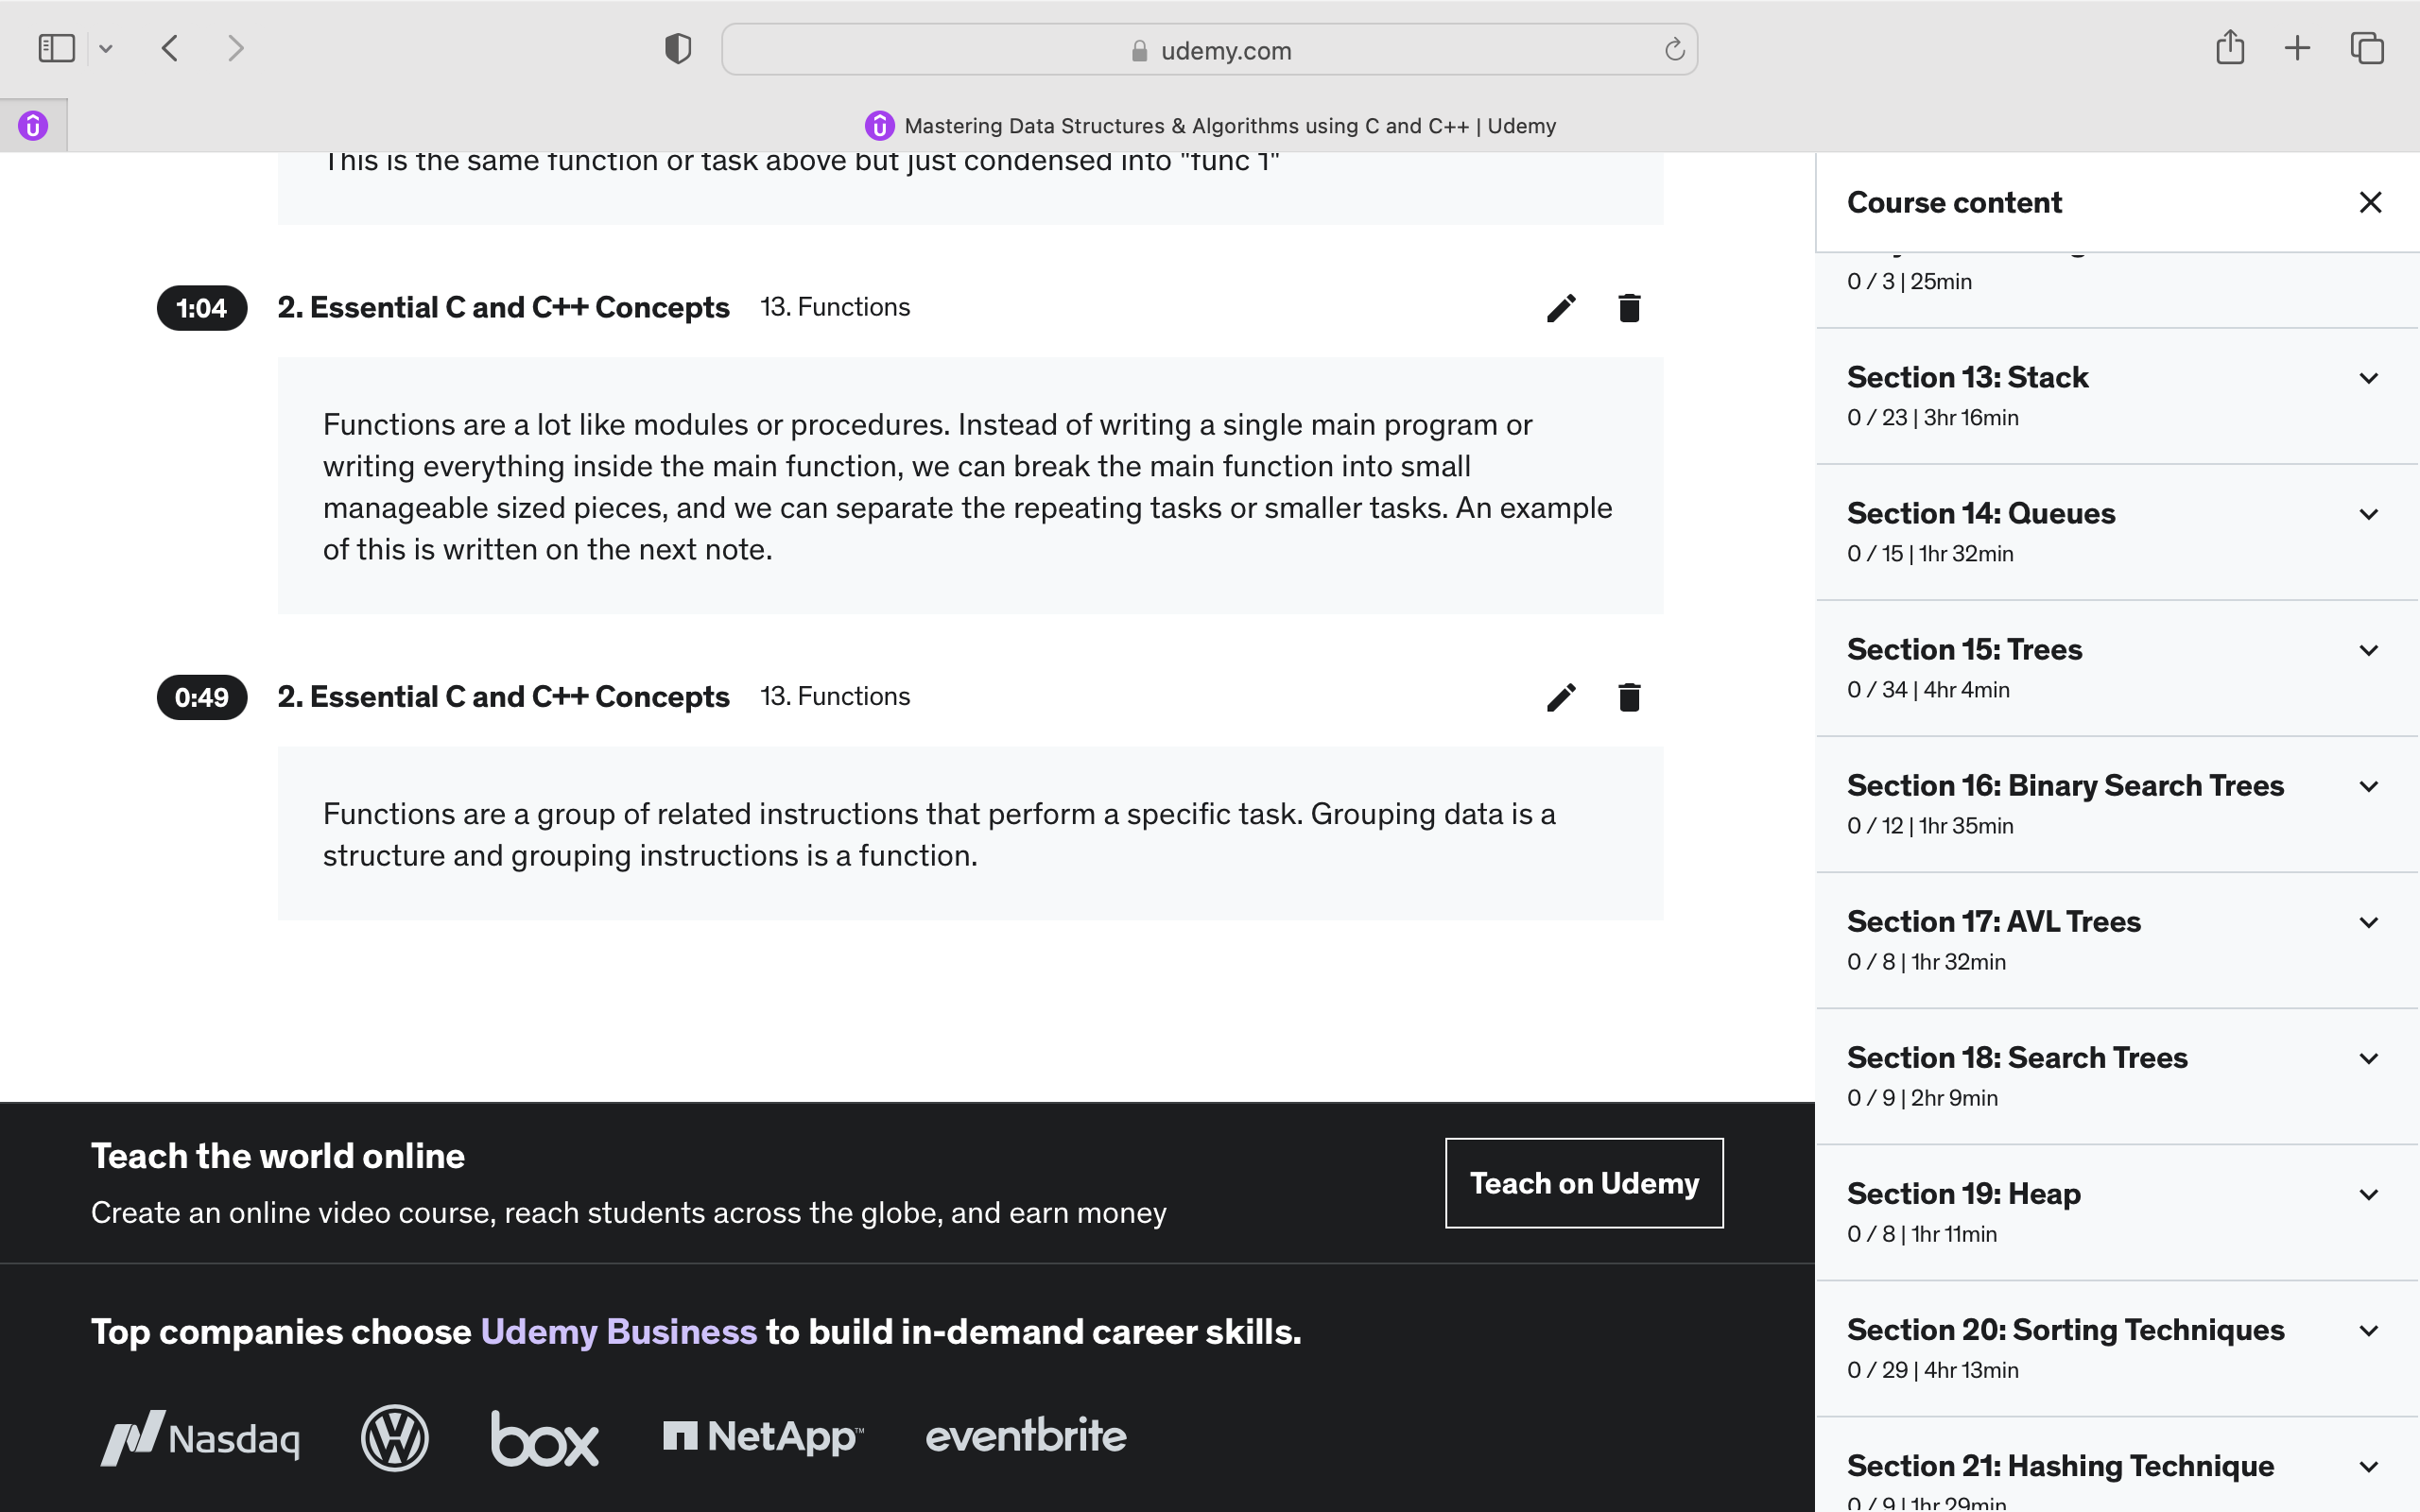 udemy.com
Mastering Data Structures & Algorithms using C and C++ | Udemy
This is the same function or task above but just condensed into "func 1"
1:04 2. Essential C and C++ Concepts 13. Functions
Functions are a lot like modules or procedures. Instead of writing a single main program or
writing everything inside the main function, we can break the main function into small
manageable sized pieces, and we can separate the repeating tasks or smaller tasks. An example
of this is written on the next note.
0:49 2. Essential C and C++ Concepts 13. Functions
Functions are a group of related instructions that perform a specific task. Grouping data is a
structure and grouping instructions is a function.
Teach the world online
Create an online video course, reach students across the globe, and earn money
Teach on Udemy
Top companies choose Udemy Business to build in-demand career skills.
Nasdaq
box
NetApp™
eventbrite
Course content
0 / 3 | 25min
Section 13: Stack
0 / 23 | 3hr 16min
Section 14: Queues
0 / 15 | 1hr 32min
Section 15: Trees
0 / 34 | 4hr 4min
Section 16: Binary Search Trees
0 / 12 | 1hr 35min
Section 17: AVL Trees
0 / 8 | 1hr 32min
Section 18: Search Trees
0 / 9 | 2hr 9min
Section 19: Heap
0 / 8 | 1hr 11min
Section 20: Sorting Techniques
0 / 29 | 4hr 13min
Section 21: Hashing Technique
0 / 9 | 1hr 29min